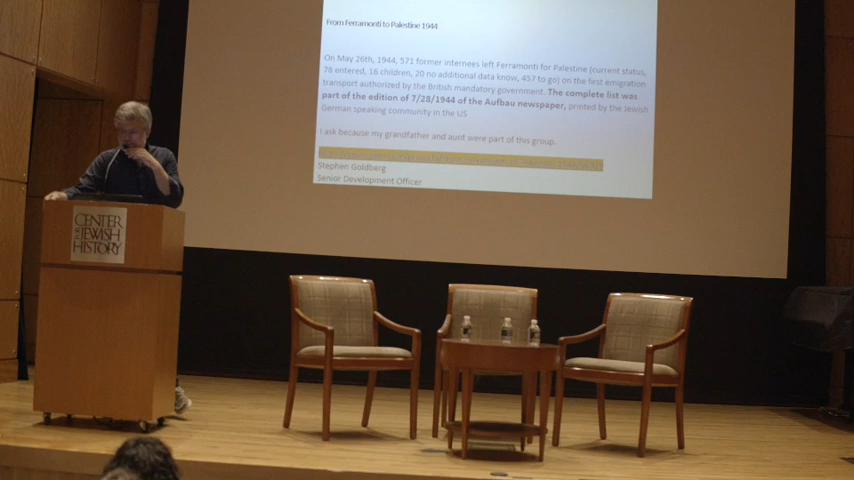 From Ferramonti to Palestine 1944
On May 26th, 1944, 571 former internees left Ferramonti for Palestine (current status,
78 entered, 16 children, 20 no additional data know, 457 to go) on the first emigration
transport authorized by the British mandatory government. The complete list was
part of the edition of 7/28/1944 of the Aufbau newspaper, printed by the Jewish
German speaking community in the US
I ask because my grandfather and aunt were part of this group.
Stephen Goldberg
Senior Development Officer
CENTER
FOR JEWISH
HISTORY